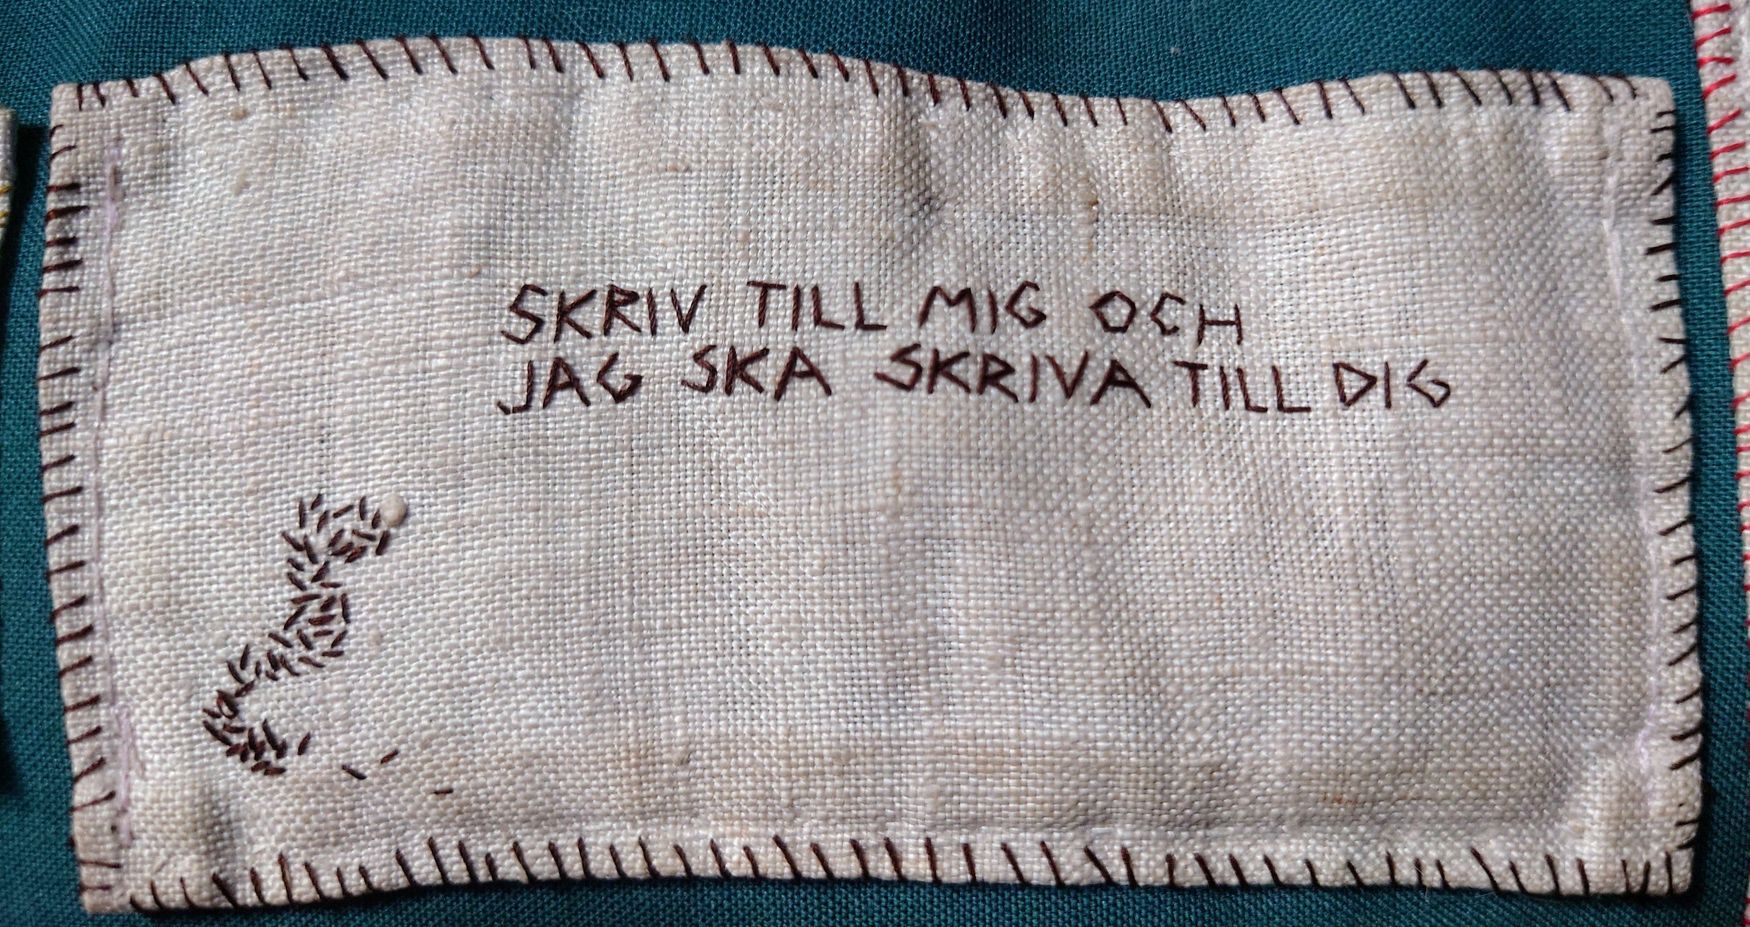 SKRIV TILL MIG OCH
JAG SKA SKRIVA TILL DIG